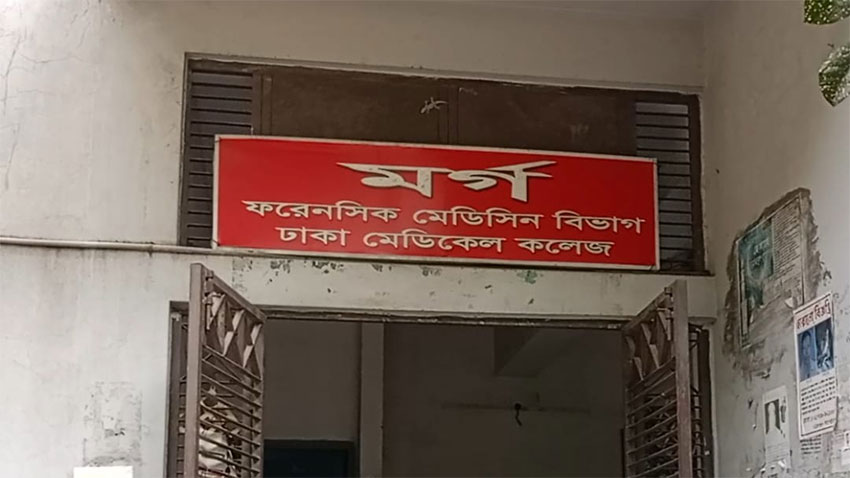 মর্গ
ফরেনসিক মেডিসিন বিভাগ
ঢাকা মেডিকেল কলেজ